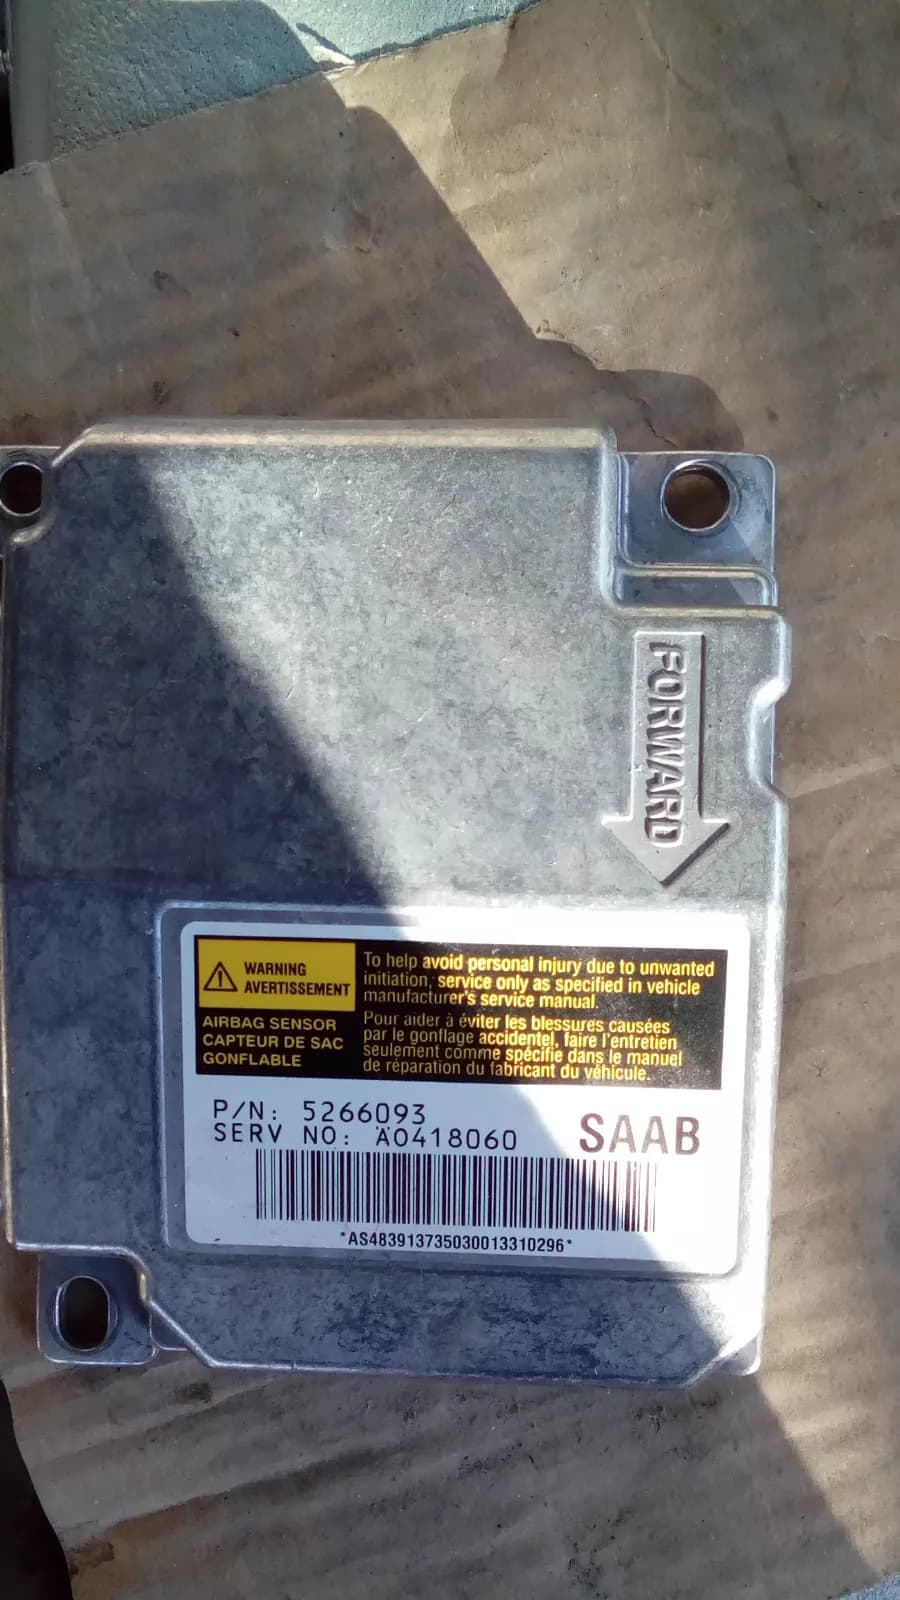 FORWARD
WARNING
AVERTISSEMENT
AIRBAG SENSOR
CAPTEUR DE SAC
GONFLABLE
To help avoid personal injury due to unwanted
initiation, service only as specified in vehicle
manufacturer's service manual.
Pour aider à éviter les blessures causées
par le gonflage accidentel, faire l'entretien
seulement comme spécifie dans le manuel
de réparation du fabricant du véhicule.
P/N: 5266093
SERV NO: A0418060
SAAB
*AS483913735030013310296*